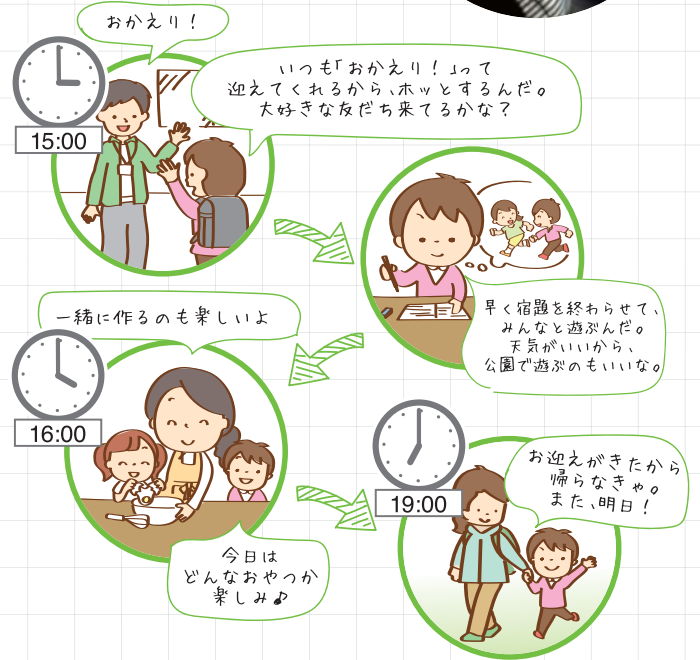 おかえり！
15:00
いつも「おかえり！」って
迎えてくれるから、ホッとするんだ。
大好きな友だち来てるかな？
早く宿題を終わらせて、
みんなと遊ぶんだ。
天気がいいから、
公園で遊ぶのもいいな。
一緒に作るのも楽しいよ
16:00
今日は
どんなおやつか
楽しみ♪
19:00
お迎えがきたから
帰らなきゃ。
また、明日！